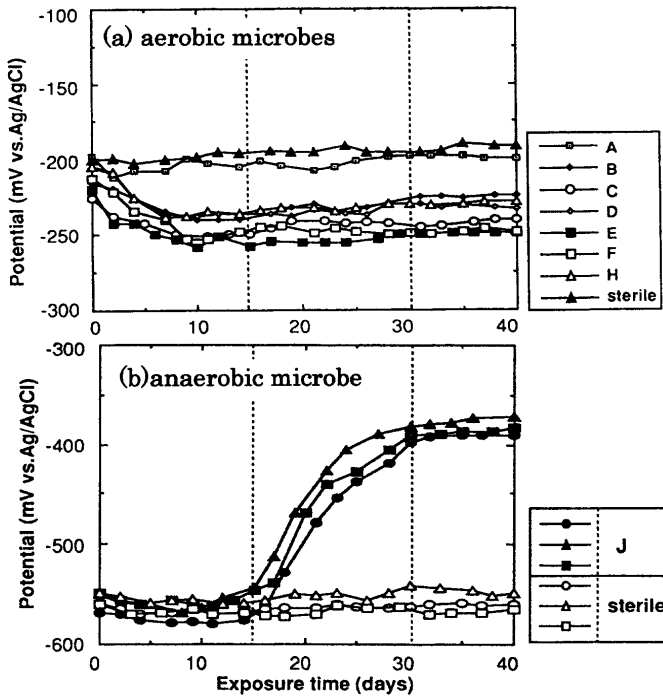 (a) aerobic microbes
Potential (mV vs.Ag/AgCl)
-100
-150
-200
-250
-300
0
10
20
30
40
A
B
C
D
E
F
H
sterile
(b)anaerobic microbe
Potential (mV vs.Ag/AgCl)
-300
-400
-500
-600
0
10
20
30
40
Exposure time (days)
J
sterile